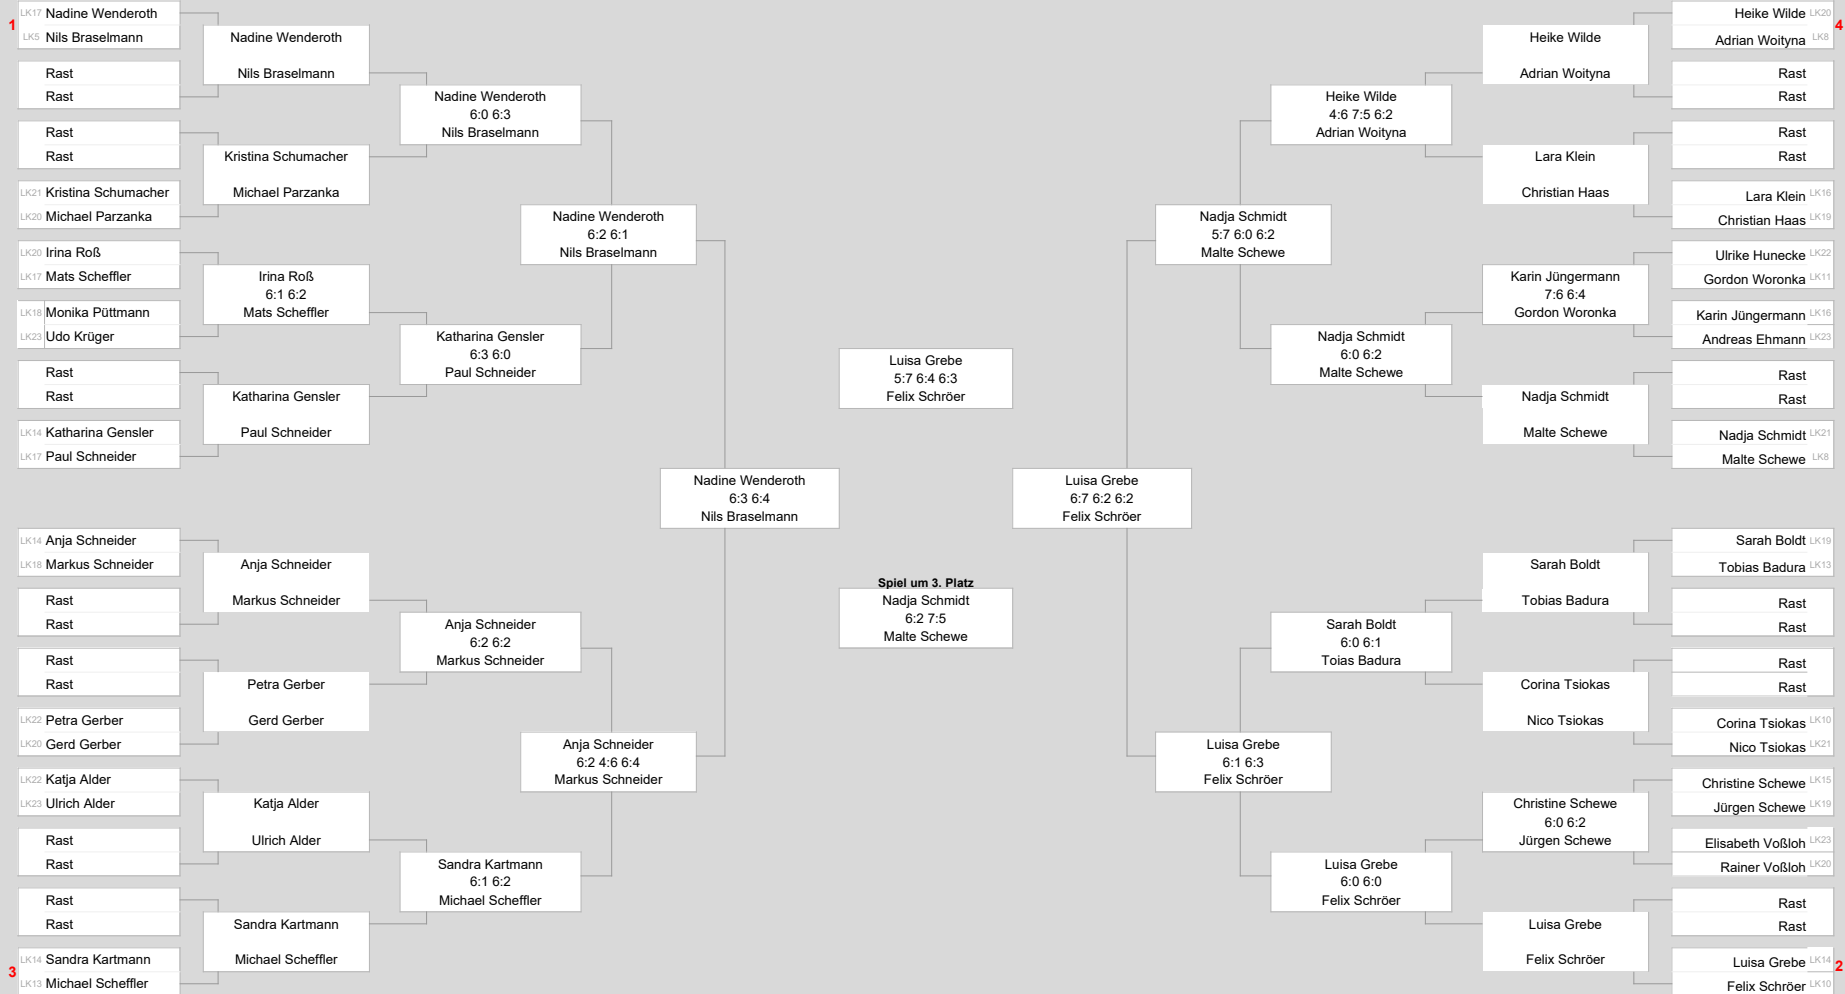 1
LK17 Nadine Wenderoth
LK5 Nils Braselmann
Rast
Rast
Rast
Rast
LK21 Kristina Schumacher
LK20 Michael Parzanka
LK20 Irina Roß
LK17 Mats Scheffler
LK18 Monika Püttmann
LK23 Udo Krüger
Rast
Rast
LK14 Katharina Gensler
LK17 Paul Schneider
LK14 Anja Schneider
LK18 Markus Schneider
Rast
Rast
Rast
Rast
LK22 Petra Gerber
LK20 Gerd Gerber
LK22 Katja Alder
LK23 Ulrich Alder
Rast
Rast
Rast
Rast
3
LK14 Sandra Kartmann
LK13 Michael Scheffler
Nadine Wenderoth
Nils Braselmann
Kristina Schumacher
Michael Parzanka
Irina Roß
6:1 6:2
Mats Scheffler
Katharina Gensler
Paul Schneider
Anja Schneider
Markus Schneider
Petra Gerber
Gerd Gerber
Katja Alder
Ulrich Alder
Sandra Kartmann
Michael Scheffler
Nadine Wenderoth
6:0 6:3
Nils Braselmann
Katharina Gensler
6:3 6:0
Paul Schneider
Anja Schneider
6:2 6:2
Markus Schneider
Sandra Kartmann
6:1 6:2
Michael Scheffler
Nadine Wenderoth
6:2 6:1
Nils Braselmann
Anja Schneider
6:2 4:6 6:4
Markus Schneider
Nadine Wenderoth
6:3 6:4
Nils Braselmann
Luisa Grebe
5:7 6:4 6:3
Felix Schröer
Spiel um 3. Platz
Nadja Schmidt
6:2 7:5
Malte Schewe
Luisa Grebe
6:7 6:2 6:2
Felix Schröer
Nadja Schmidt
5:7 6:0 6:2
Malte Schewe
Luisa Grebe
6:1 6:3
Felix Schröer
Heike Wilde
4:6 7:5 6:2
Adrian Woityna
Nadja Schmidt
6:0 6:2
Malte Schewe
Sarah Boldt
6:0 6:1
Toias Badura
Luisa Grebe
6:0 6:0
Felix Schröer
Heike Wilde
Adrian Woityna
Lara Klein
Christian Haas
Karin Jüngermann
7:6 6:4
Gordon Woronka
Nadja Schmidt
Malte Schewe
Sarah Boldt
Tobias Badura
Corina Tsiokas
Nico Tsiokas
Christine Schewe
6:0 6:2
Jürgen Schewe
Luisa Grebe
Felix Schröer
Heike Wilde LK20
4
Adrian Woityna LK8
Rast
Rast
Rast
Rast
Lara Klein LK16
Christian Haas LK19
Ulrike Hunecke LK22
Gordon Woronka LK11
Karin Jüngermann LK16
Andreas Ehmann LK23
Rast
Rast
Nadja Schmidt LK21
Malte Schewe LK8
Sarah Boldt LK19
Tobias Badura LK13
Rast
Rast
Rast
Rast
Corina Tsiokas LK10
Nico Tsiokas LK21
Christine Schewe LK15
Jürgen Schewe LK19
Elisabeth Voßloh LK23
Rainer Voßloh LK20
Rast
Rast
Luisa Grebe LK14
2
Felix Schröer LK10